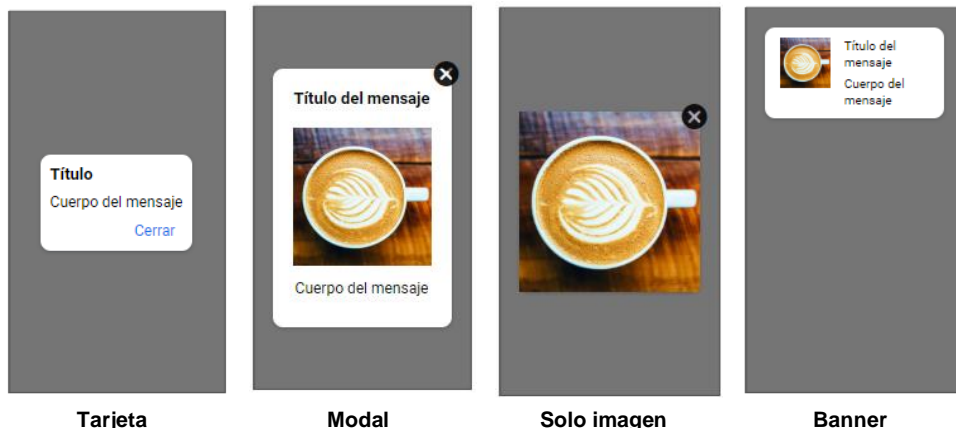 Título
Cuerpo del mensaje
Cerrar
Tarjeta
Título del mensaje
Cuerpo del mensaje
Modal
Solo imagen
Título del
mensaje
Cuerpo del
mensaje
Banner